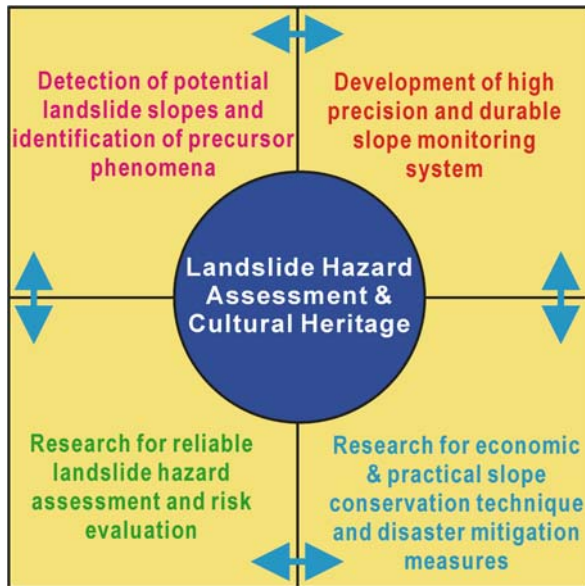 Detection of potential
landslide slopes and
identification of precursor
phenomena
Development of high
precision and durable
slope monitoring
system
Landslide Hazard
Assessment &
Cultural Heritage
Research for reliable
landslide hazard
assessment and risk
evaluation
Research for economic
& practical slope
conservation technique
and disaster mitigation
measures